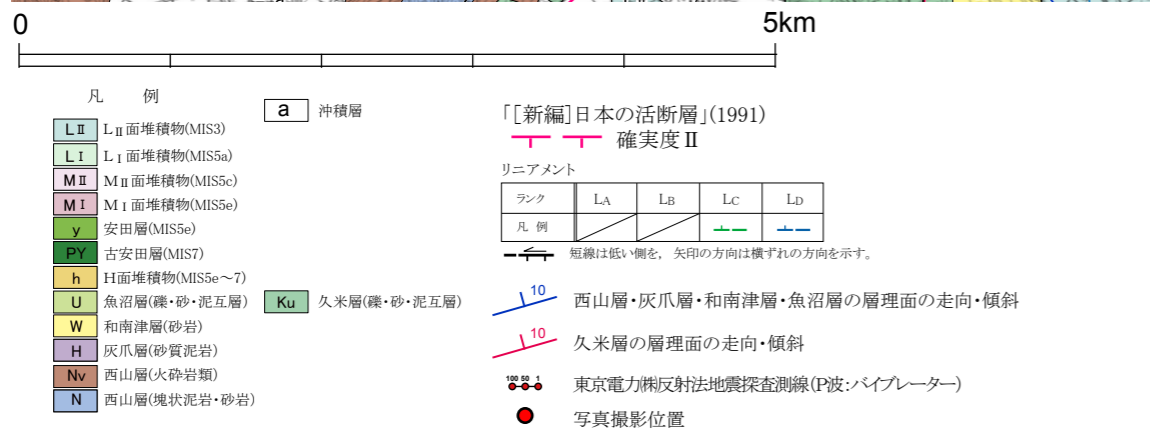 0 5km
凡 例
LⅡ LⅡ面堆積物(MIS3)
LⅠ LⅠ面堆積物(MIS5a)
MⅡ MⅡ面堆積物(MIS5c)
MⅠ MⅠ面堆積物(MIS5e)
y 安田層(MIS5e)
PY 古安田層(MIS7)
h H面堆積物(MIS5e～7)
U 魚沼層(礫・砂・泥互層)
W 和南津層(砂岩)
H 灰爪層(砂質泥岩)
Nv 西山層(火砕岩類)
N 西山層(塊状泥岩・砂岩)
a 沖積層
Ku 久米層(礫・砂・泥互層)
「[新編]日本の活断層」(1991)
確実度Ⅱ
リニアメント
ランク LA LB LC LD
凡 例
短線は低い側を, 矢印の方向は横ずれの方向を示す。
10 西山層・灰爪層・和南津層・魚沼層の層理面の走向・傾斜
10 久米層の層理面の走向・傾斜
100 50 1 東京電力㈱反射法地震探査測線(P波:バイブレーター)
写真撮影位置